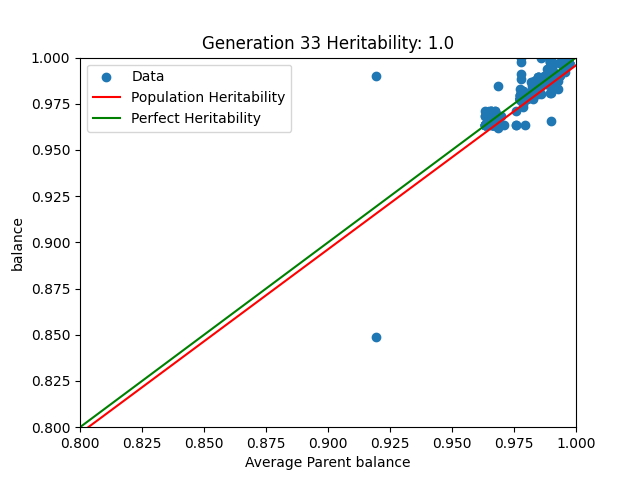 Generation 33 Heritability: 1.0
Data
Population Heritability
Perfect Heritability
balance
1.000
0.975
0.950
0.925
0.900
0.875
0.850
0.825
0.800
0.800 0.825 0.850 0.875 0.900 0.925 0.950 0.975 1.000
Average Parent balance